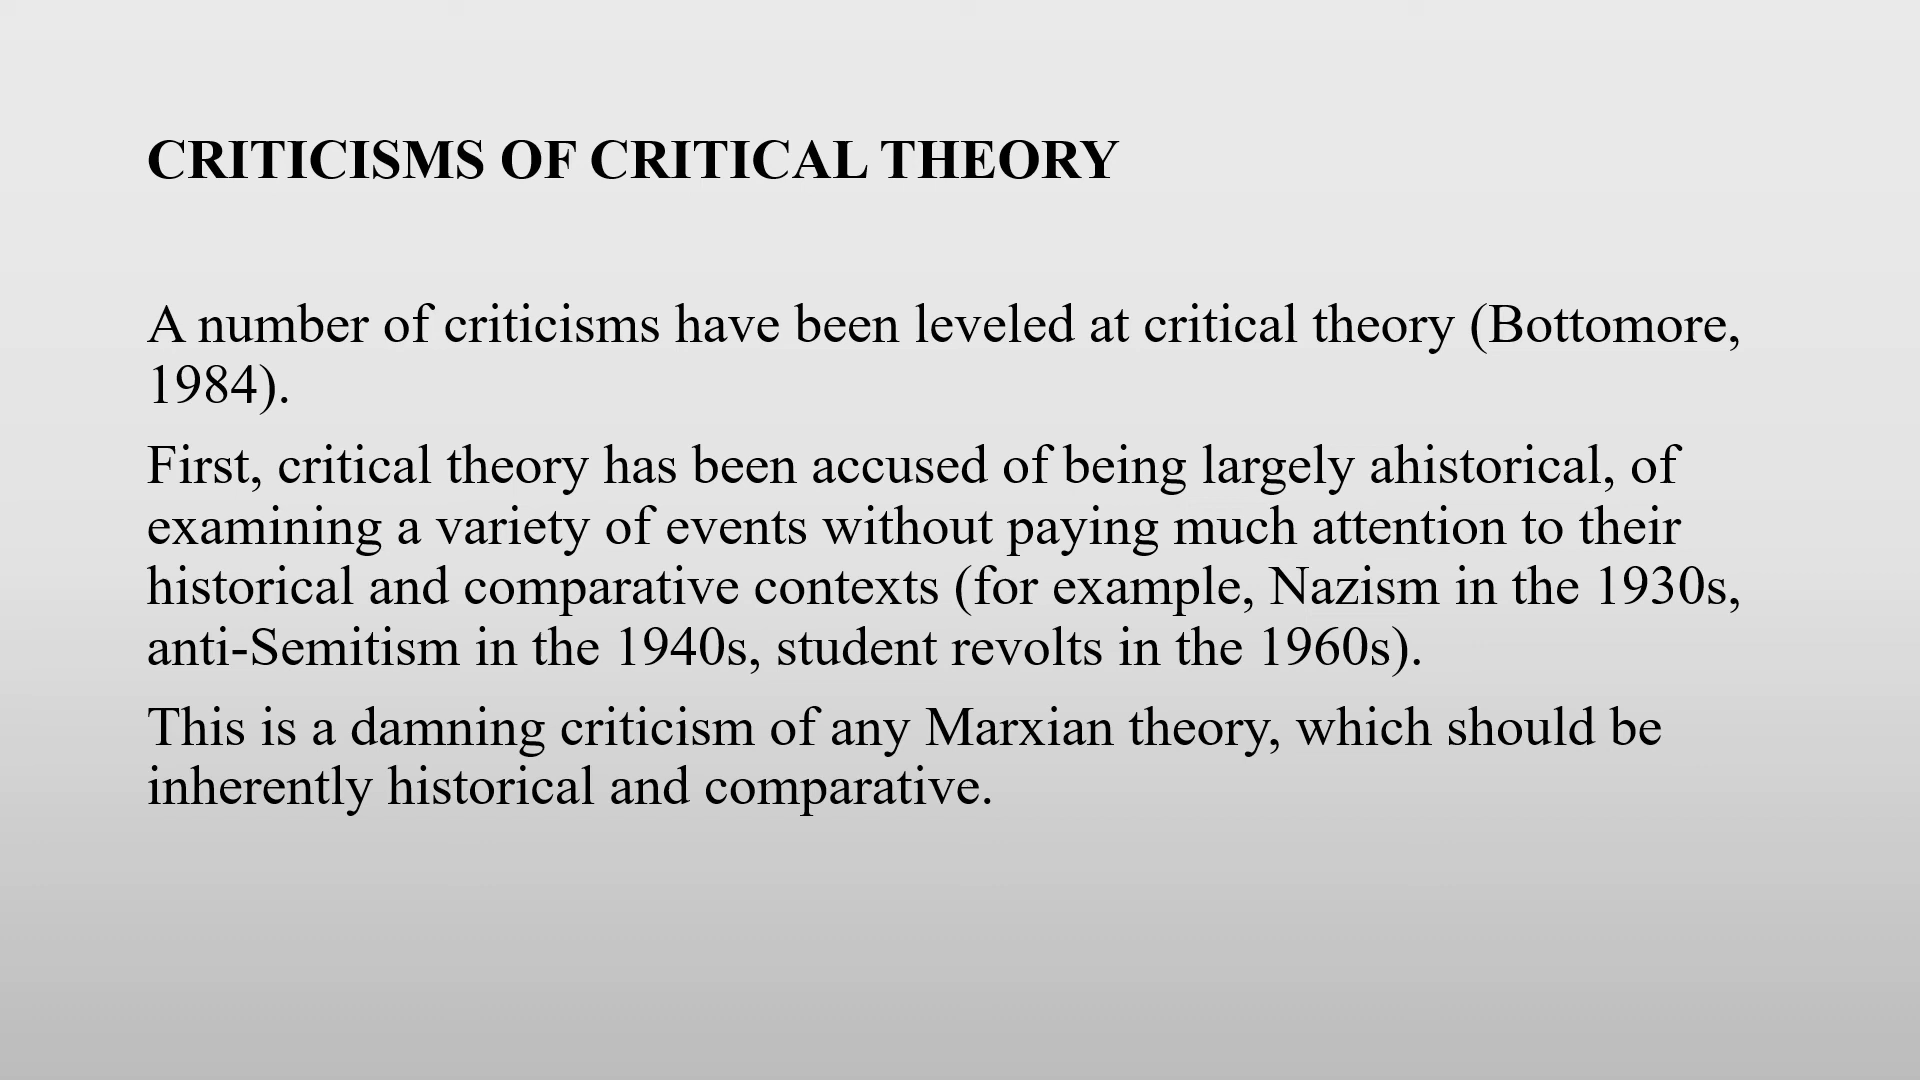 CRITICISMS OF CRITICAL THEORY
A number of criticisms have been leveled at critical theory (Bottomore,
1984).
First, critical theory has been accused of being largely ahistorical, of
examining a variety of events without paying much attention to their
historical and comparative contexts (for example, Nazism in the 1930s,
anti-Semitism in the 1940s, student revolts in the 1960s).
This is a damning criticism of any Marxian theory, which should be
inherently historical and comparative.